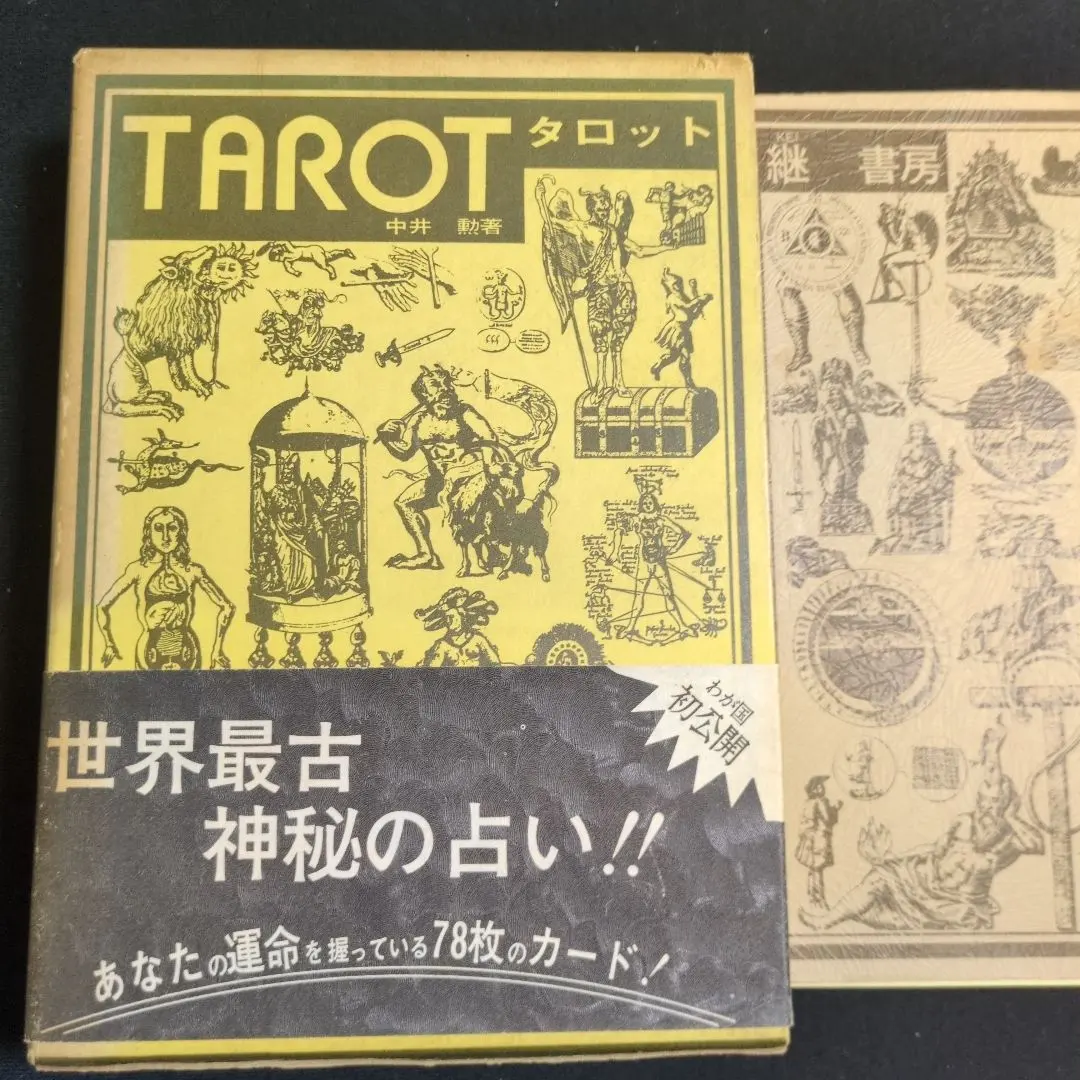 TAROT タロット
中井 勲著
わが国
初公開
世界最古
神秘の占い!!
あなたの運命を握っている78枚のカード!
KEI
継 書房